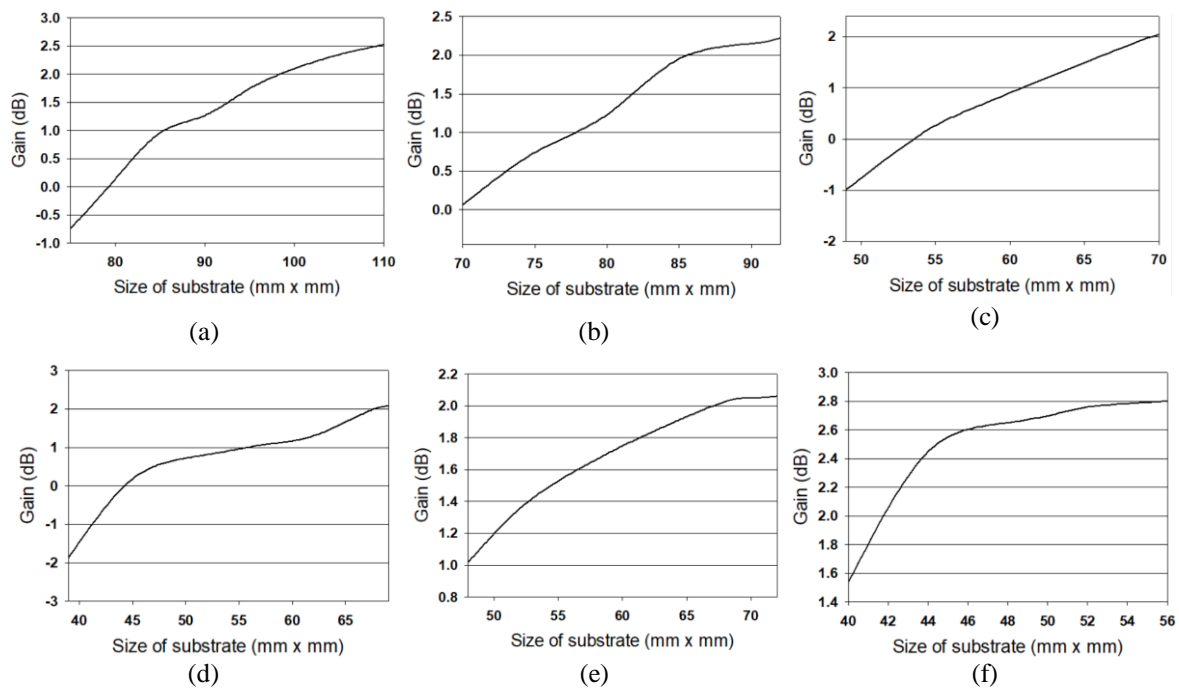 3.0
2.5
2.0
1.5
1.0
0.5
0.0
-0.5
-1.0
Gain (dB)
80 90 100 110
Size of substrate (mm x mm)
(a)
2.5
2.0
1.5
1.0
0.5
0.0
Gain (dB)
70 75 80 85 90
Size of substrate (mm x mm)
(b)
2
1
0
-1
-2
Gain (dB)
50 55 60 65 70
Size of substrate (mm x mm)
(c)
3
2
1
0
-1
-2
-3
Gain (dB)
40 45 50 55 60 65
Size of substrate (mm x mm)
(d)
2.2
2.0
1.8
1.6
1.4
1.2
1.0
0.8
Gain (dB)
50 55 60 65 70
Size of substrate (mm x mm)
(e)
3.0
2.8
2.6
2.4
2.2
2.0
1.8
1.6
1.4
Gain (dB)
40 42 44 46 48 50 52 54 56
Size of substrate (mm x mm)
(f)